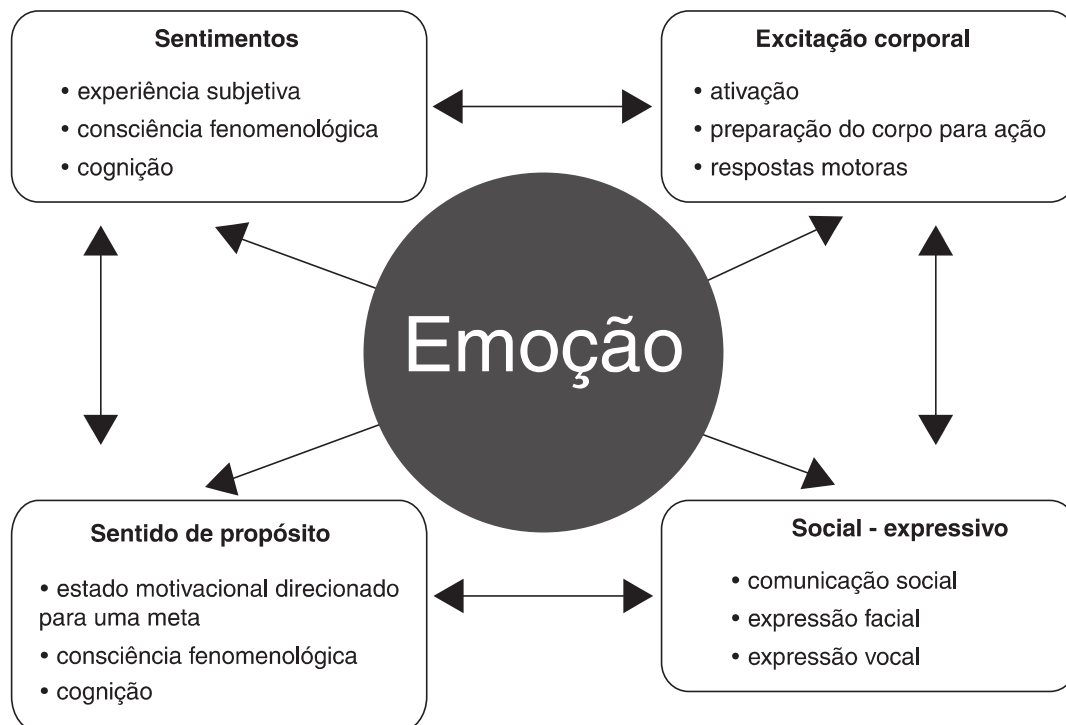 Sentimentos
• experiência subjetiva
• consciência fenomenológica
• cognição
Excitação corporal
• ativação
• preparação do corpo para ação
• respostas motoras
Emoção
Sentido de propósito
• estado motivacional direcionado
para uma meta
• consciência fenomenológica
• cognição
Social - expressivo
• comunicação social
• expressão facial
• expressão vocal